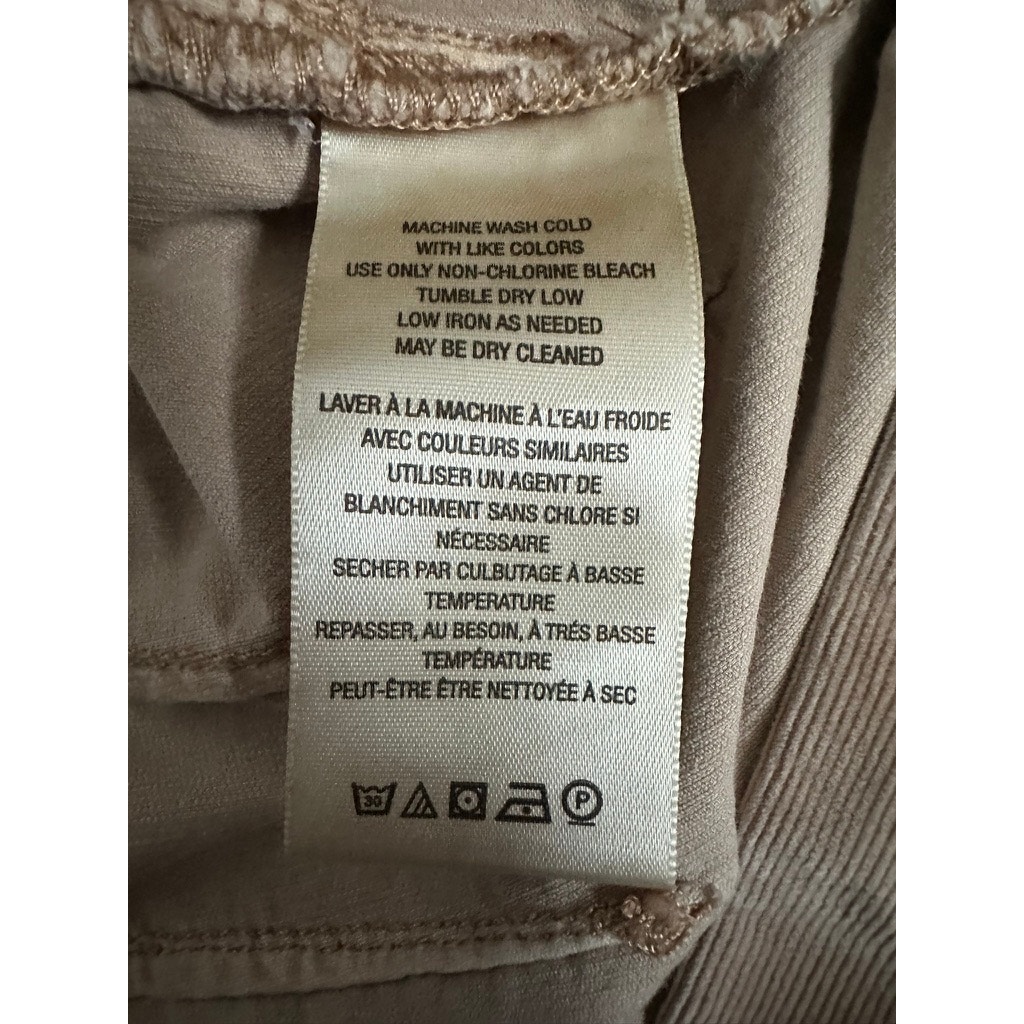 MACHINE WASH COLD
WITH LIKE COLORS
USE ONLY NON-CHLORINE BLEACH
TUMBLE DRY LOW
LOW IRON AS NEEDED
MAY BE DRY CLEANED
LAVER À LA MACHINE À L'EAU FROIDE
AVEC COULEURS SIMILAIRES
UTILISER UN AGENT DE
BLANCHIMENT SANS CHLORE SI
NÉCESSAIRE
SECHER PAR CULBUTAGE À BASSE
TEMPERATURE
REPASSER, AU BESOIN, À TRÉS BASSE
TEMPÉRATURE
PEUT-ÊTRE ÊTRE NETTOYÉE À SEC
30 P